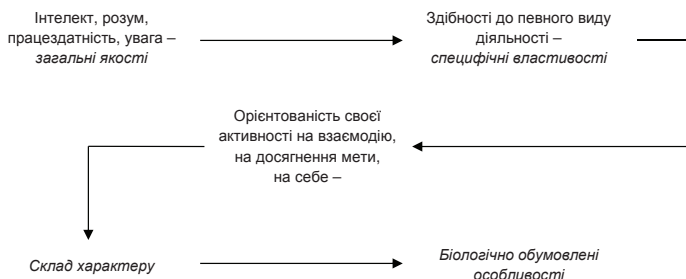 Інтелект, розум,
працездатність, увага –
загальні якості
Здібності до певного виду
діяльності –
специфічні властивості
Орієнтованість своєї
активності на взаємодію,
на досягнення мети,
на себе –
Склад характеру
Біологічно обумовлені
особливості